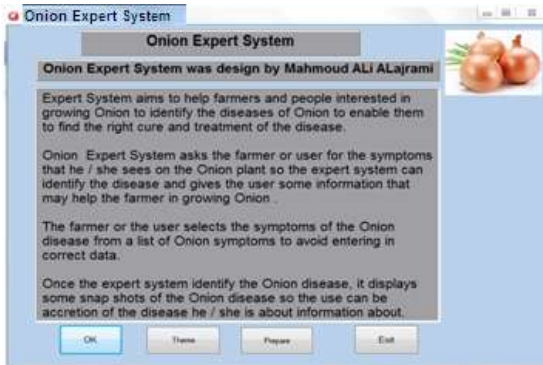 Onion Expert System
Onion Expert System
Onion Expert System was design by Mahmoud ALi ALajrami
Expert System aims to help farmers and people interested in
growing Onion to identify the diseases of Onion to enable them
to find the right cure and treatment of the disease.
Onion Expert System asks the farmer or user for the symptoms
that he / she sees on the Onion plant so the expert system can
identify the disease and gives the user some information that
may help the farmer in growing Onion .
The farmer or the user selects the symptoms of the Onion
disease from a list of Onion symptoms to avoid entering in
correct data.
Once the expert system identify the Onion disease, it displays
some snap shots of the Onion disease so the use can be
accretion of the disease he / she is about information about.
OK Theme Prepare Exit